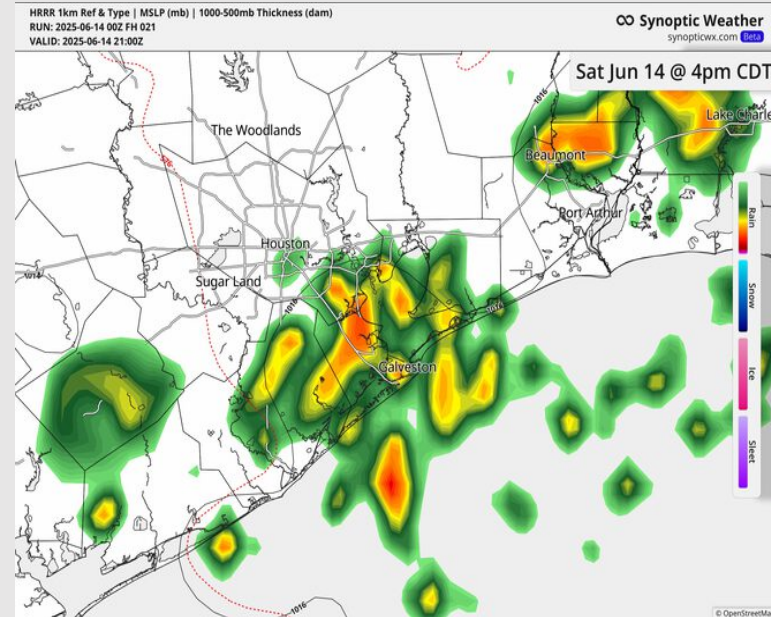 HRRR 1km Ref & Type | MSLP (mb) | 1000-500mb Thickness (dam)
RUN: 2025-06-14 00Z FH 021
VALID: 2025-06-14 21:00Z
Synoptic Weather
synopticwx.com Beta
Sat Jun 14 @ 4pm CDT
1016
Lake Charle
The Woodlands
Beaumont
Port Arthur
Houston
Rain
1014
Sugar Land
Snow
1016
Galveston
Ice
Sleet
1016
© OpenStreetMa